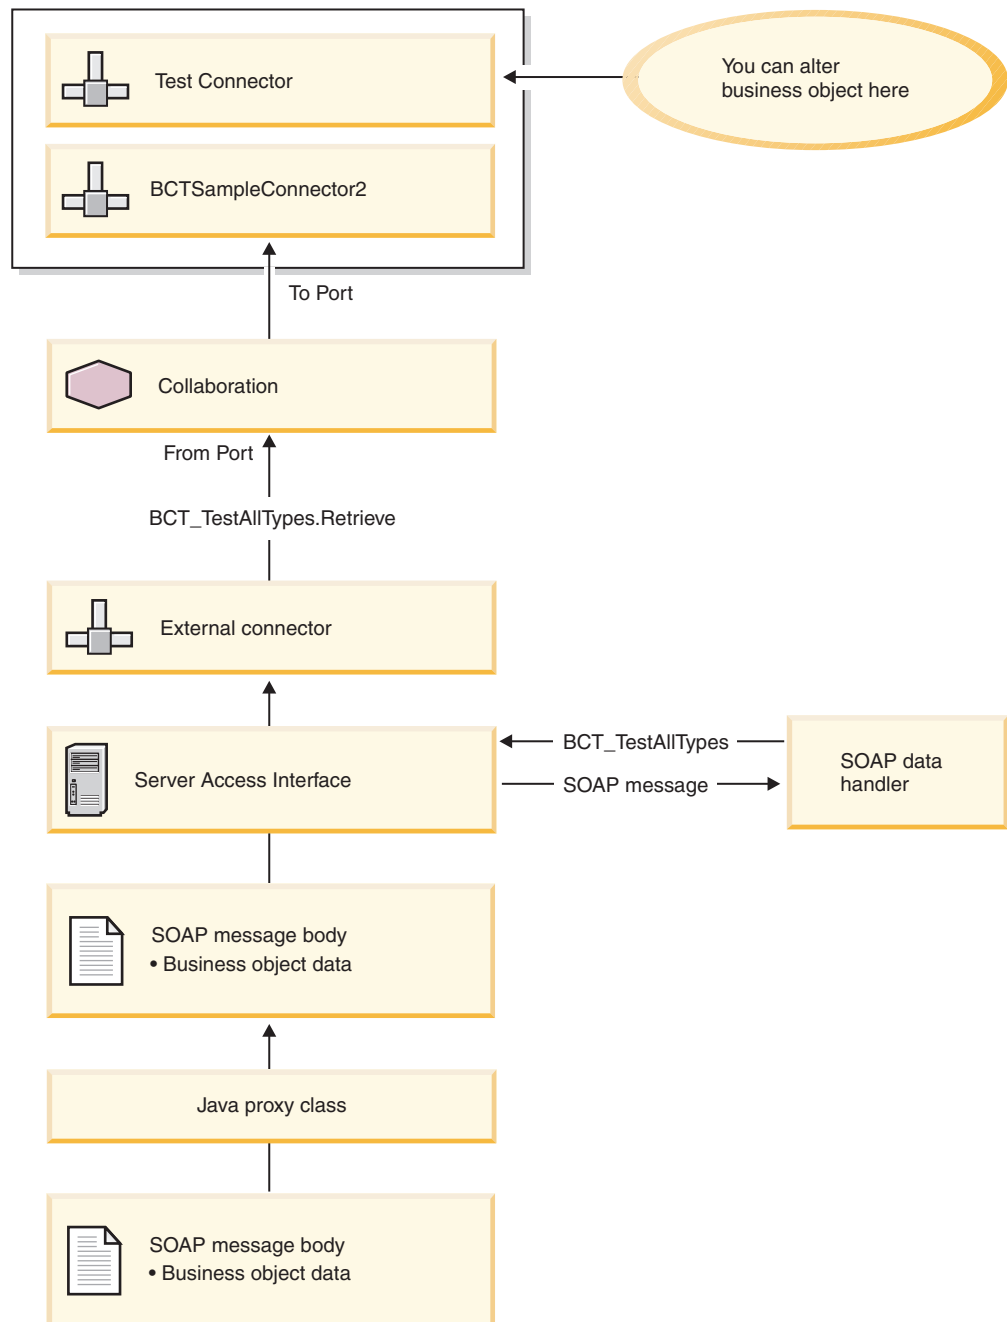 Test Connector
You can alter
business object here
BCTSampleConnector2
To Port
Collaboration
From Port
BCT_TestAllTypes.Retrieve
External connector
Server Access Interface
BCT_TestAllTypes
SOAP message
SOAP data
handler
SOAP message body
• Business object data
Java proxy class
SOAP message body
• Business object data